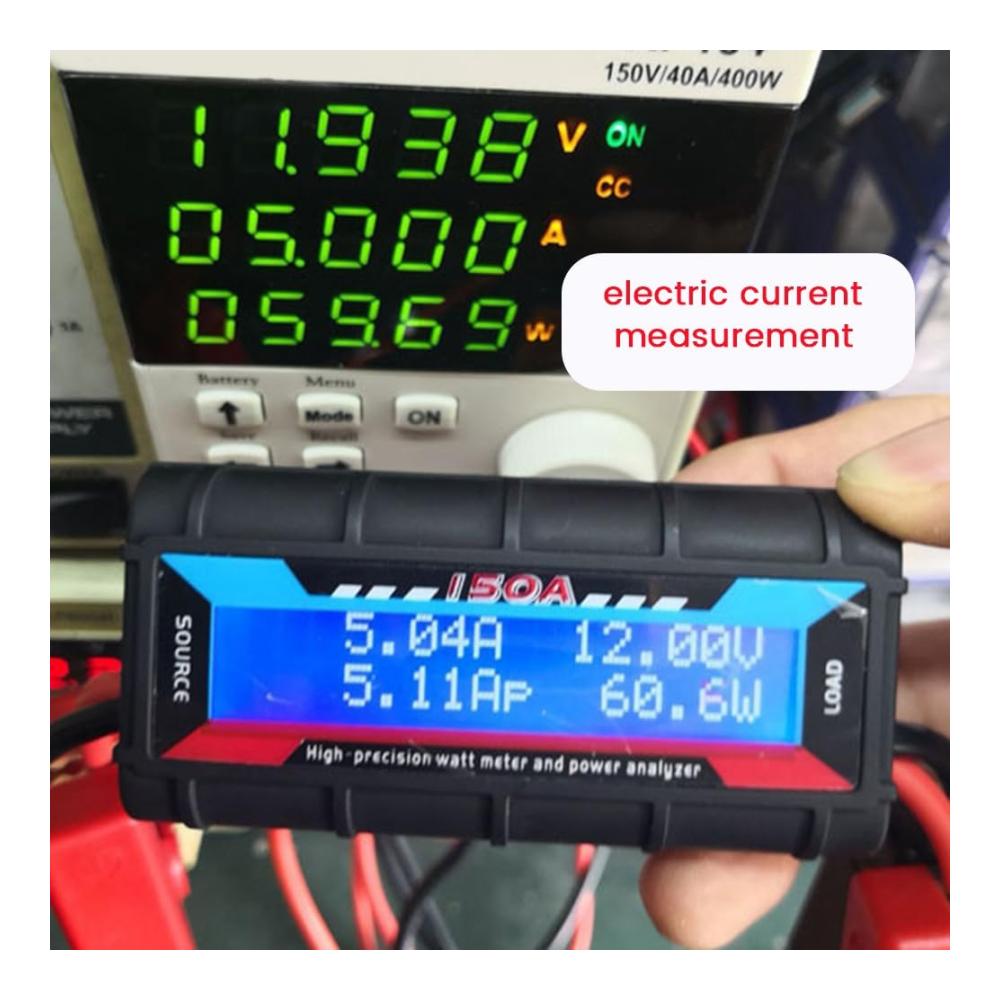 150V/40A/400W
11.938 V ON
CC
05.000 A
059.69 W
electric current
measurement
Battery Menu
Mode ON
Recall
150A
SOURCE
5.04A 12.00V
5.11Ap 60.6W
LOAD
High-precision watt meter and power analyzer